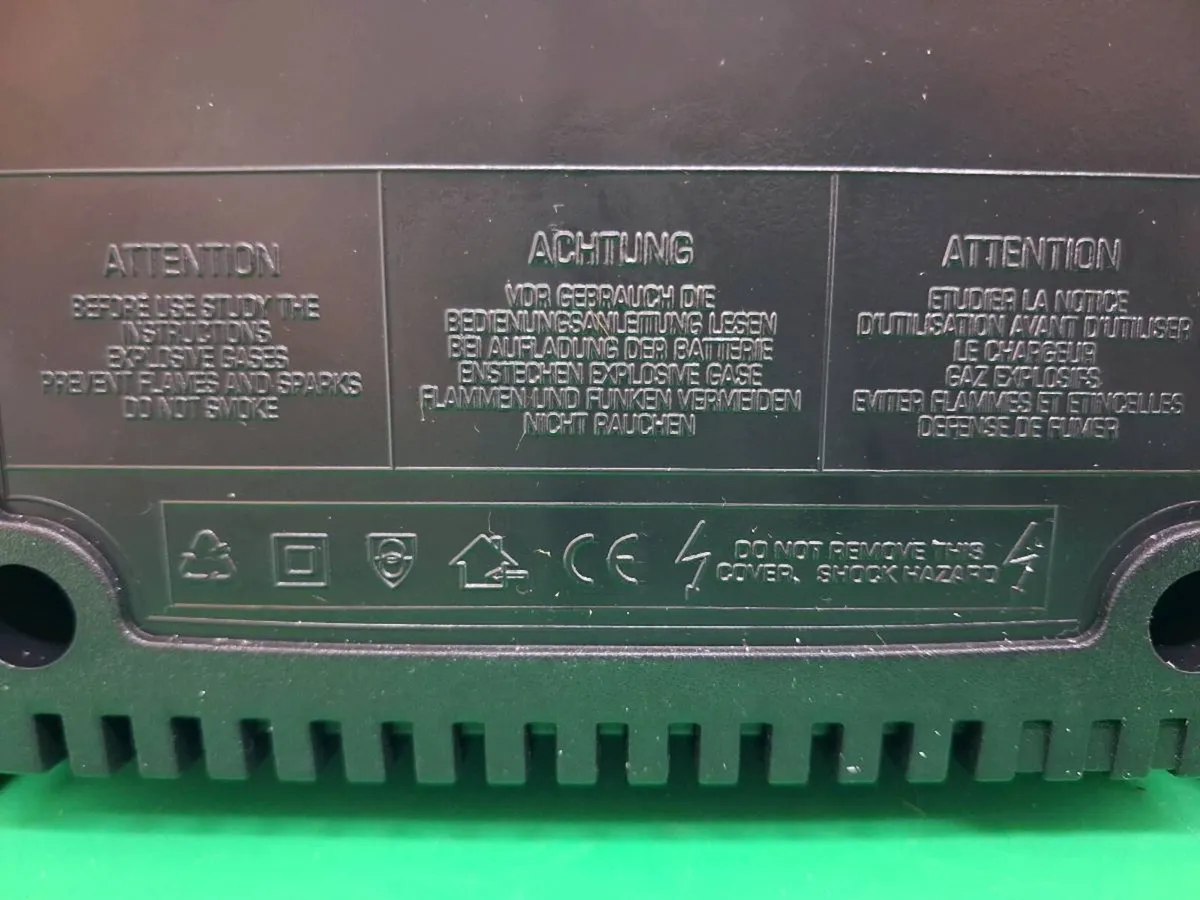 ATTENTION
BEFORE USE STUDY THE
INSTRUCTIONS
EXPLOSIVE GASES
PREVENT FLAMES AND SPARKS
DO NOT SMOKE
ACHTUNG
VOR GEBRAUCH DIE
BEDIENUNGSANLEITUNG LESEN
BEI AUFLADUNG DER BATTERIE
ENSTECHEN EXPLOSIVE GASE
FLAMMEN UND FUNKEN VERMEIDEN
NICHT RAUCHEN
ATTENTION
ETUDIER LA NOTICE
D'UTILISATION AVANT D'UTILISER
LE CHARGEUR
GAZ EXPLOSIFS
EVITER FLAMMES ET ETINCELLES
DEFENSE DE FUMER
CE
DO NOT REMOVE THIS
COVER. SHOCK HAZARD